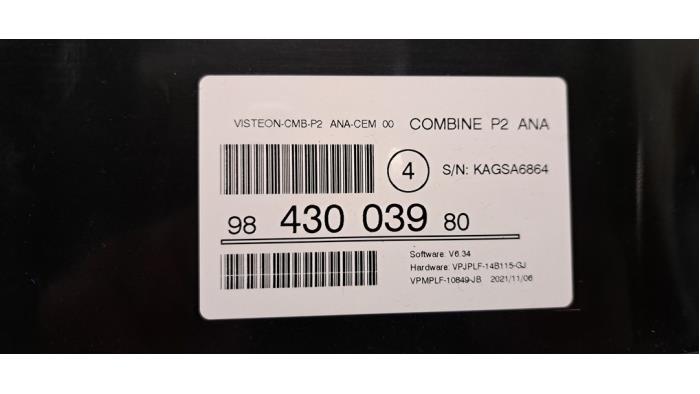 VISTEON-CMB-P2 ANA-CEM 00 COMBINE P2 ANA
4 S/N: KAGSA6864
98 430 039 80
Software: V6.34
Hardware: VPJPLF-14B115-GJ
VPMPLF-10849-JB 2021/11/06